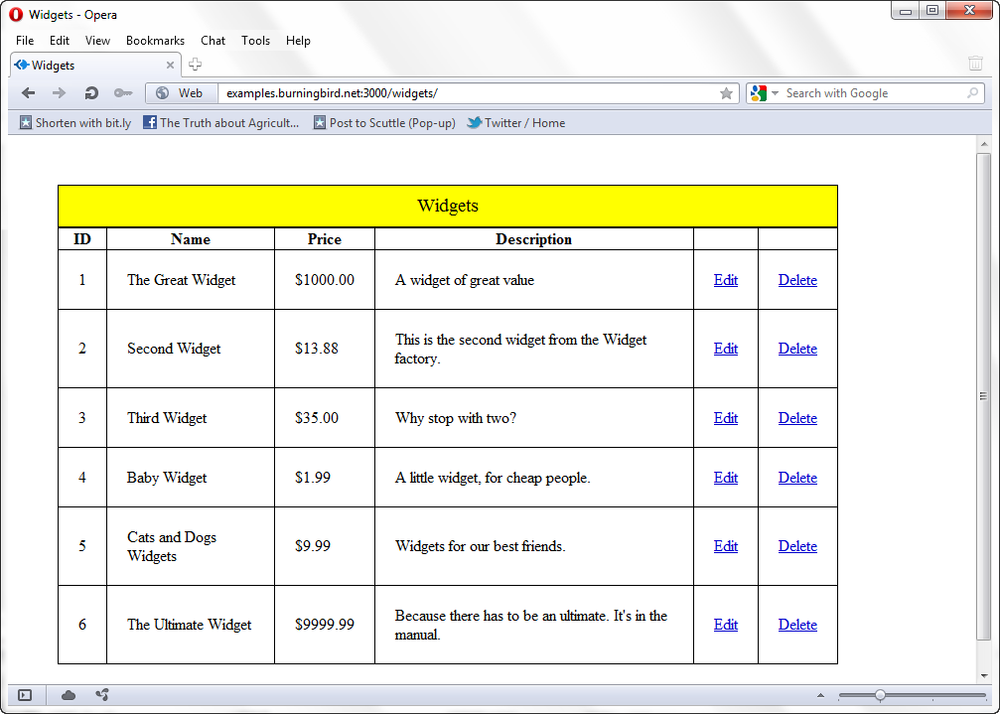 Widgets - Opera
File Edit View Bookmarks Chat Tools Help
Widgets
Web examples.burningbird.net:3000/widgets/ Search with Google
Shorten with bit.ly The Truth about Agricult... Post to Scuttle (Pop-up) Twitter / Home
Widgets
ID Name Price Description
1 The Great Widget $1000.00 A widget of great value Edit Delete
2 Second Widget $13.88 This is the second widget from the Widget
factory. Edit Delete
3 Third Widget $35.00 Why stop with two? Edit Delete
4 Baby Widget $1.99 A little widget, for cheap people. Edit Delete
5 Cats and Dogs
Widgets $9.99 Widgets for our best friends. Edit Delete
6 The Ultimate Widget $9999.99 Because there has to be an ultimate. It's in the
manual. Edit Delete